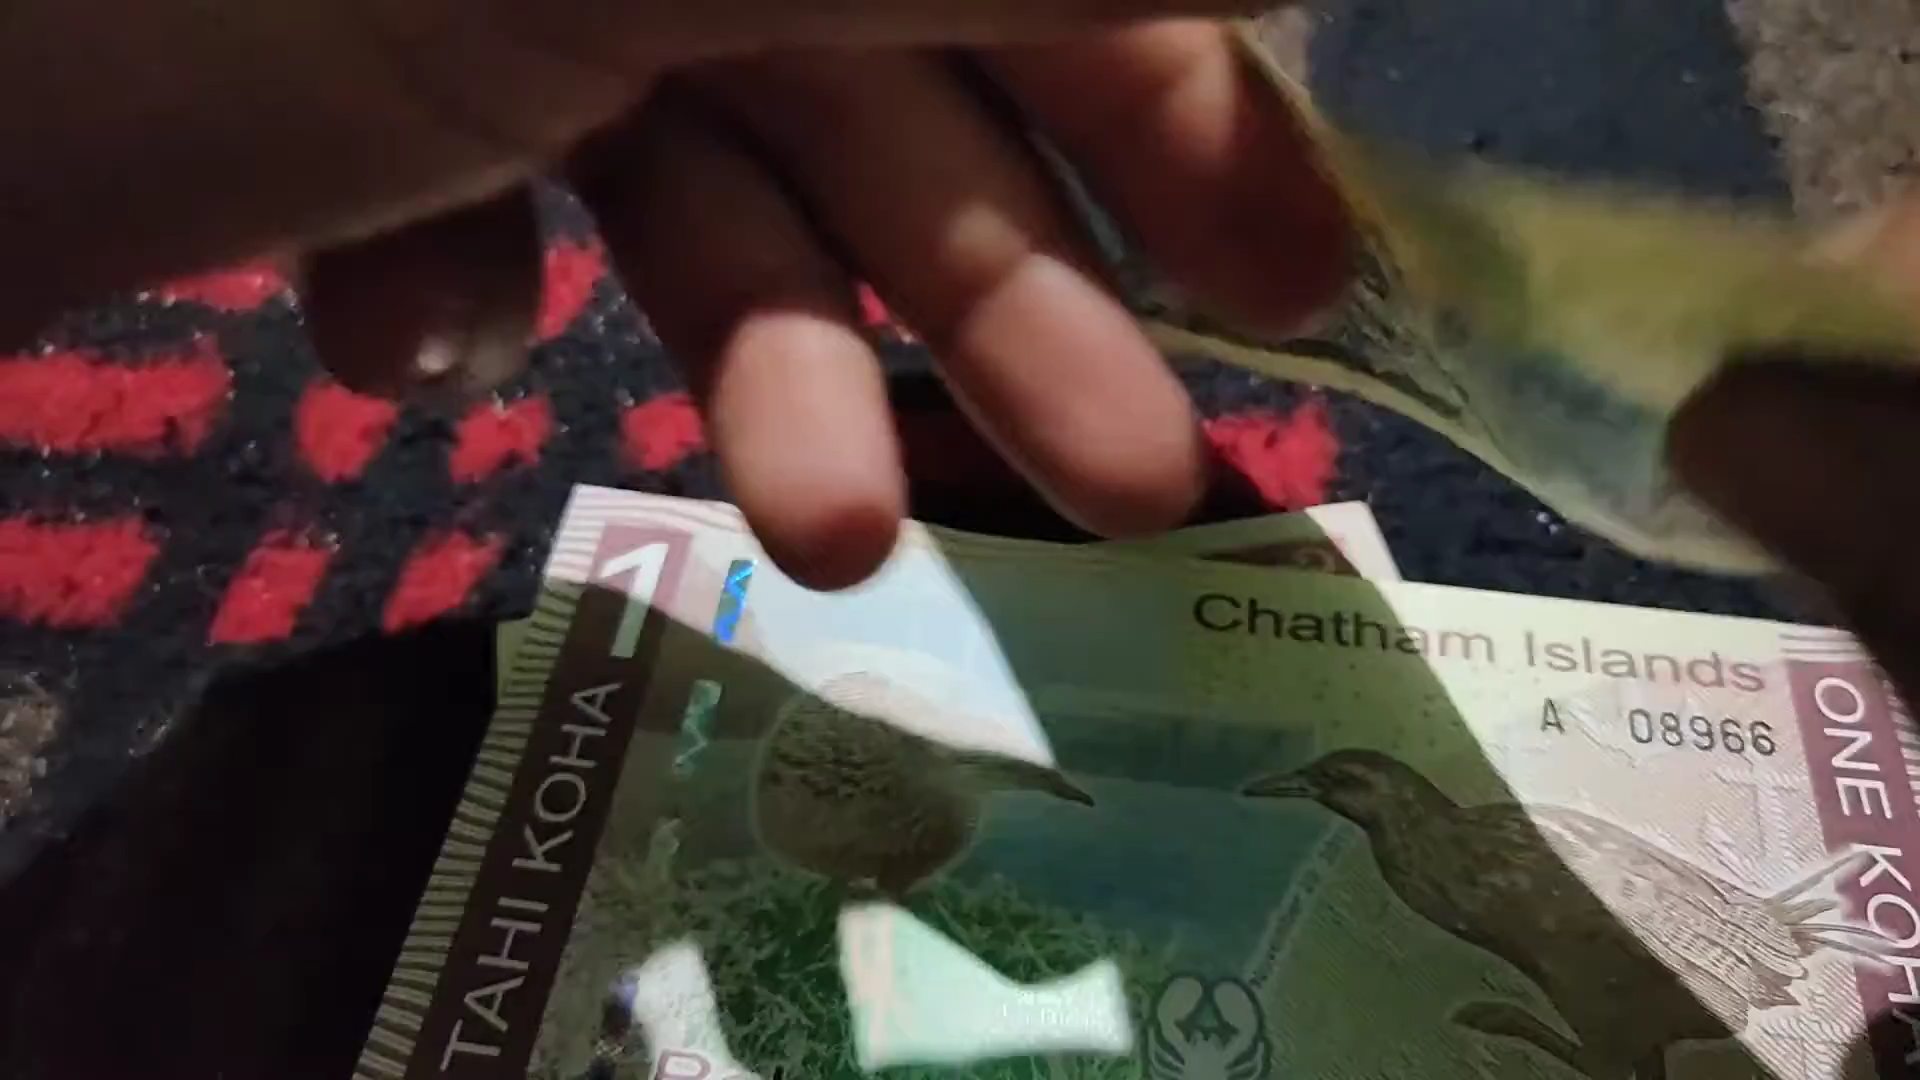 1
TAHI KOHA
Chatham Islands
A 08966
ONE KOHA